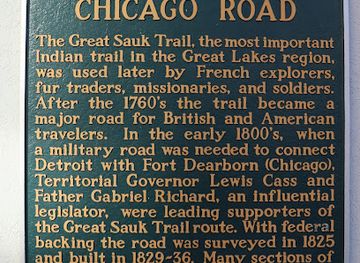 CHICAGO ROAD
The Great Sauk Trail, the most important
Indian trail in the Great Lakes region,
was used later by French explorers,
fur traders, missionaries, and soldiers.
After the 1760's the trail became a
major road for British and American
travelers. In the early 1800's, when
a military road was needed to connect
Detroit with Fort Dearborn (Chicago),
Territorial Governor Lewis Cass and
Father Gabriel Richard, an influential
legislator, were leading supporters of
the Great Sauk Trail route. With federal
backing the road was surveyed in 1825
and built in 1829-36. Many sections of